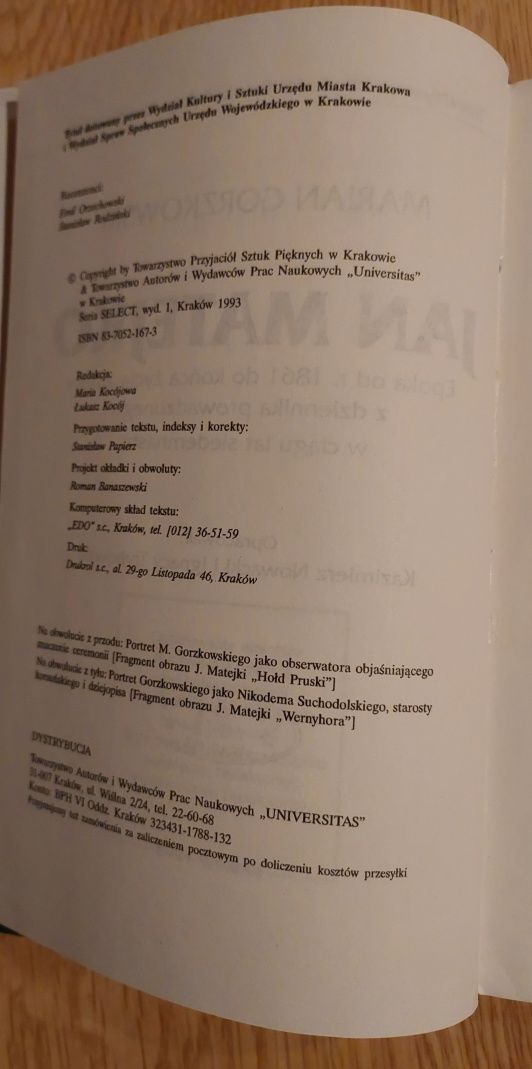 Tytuł dotowany przez Wydział Kultury i Sztuki Urzędu Miasta Krakowa
i Wydział Spraw Społecznych Urzędu Wojewódzkiego w Krakowie
Recenzenci:
Emil Orzechowski
Stanisław Rodziński
© Copyright by Towarzystwo Przyjaciół Sztuk Pięknych w Krakowie
& Towarzystwo Autorów i Wydawców Prac Naukowych „Universitas”
w Krakowie
Seria SELECT, wyd. 1, Kraków 1993
ISBN 83-7052-167-3
Redakcja:
Maria Kocójowa
Łukasz Kocój
Przygotowanie tekstu, indeksy i korekty:
Stanisław Papierz
Projekt okładki i obwoluty:
Roman Banaszewski
Komputerowy skład tekstu:
„EDO” s.c., Kraków, tel. [012] 36-51-59
Druk:
Drukrol s.c., al. 29-go Listopada 46, Kraków
Na obwolucie z przodu: Portret M. Gorzkowskiego jako obserwatora objaśniającego
znaczenie ceremonii [Fragment obrazu J. Matejki „Hołd Pruski”]
Na obwolucie z tyłu: Portret Gorzkowskiego jako Nikodema Suchodolskiego, starosty
korsuńskiego i dziejopisa [Fragment obrazu J. Matejki „Wernyhora”]
DYSTRYBUCJA
Towarzystwo Autorów i Wydawców Prac Naukowych „UNIVERSITAS”
31-007 Kraków, ul. Wiślna 2/24, tel. 22-60-68
Konto: BPH VI Oddz. Kraków 323431-1788-132
Przyjmujemy też zamówienia za zaliczeniem pocztowym po doliczeniu kosztów przesyłki